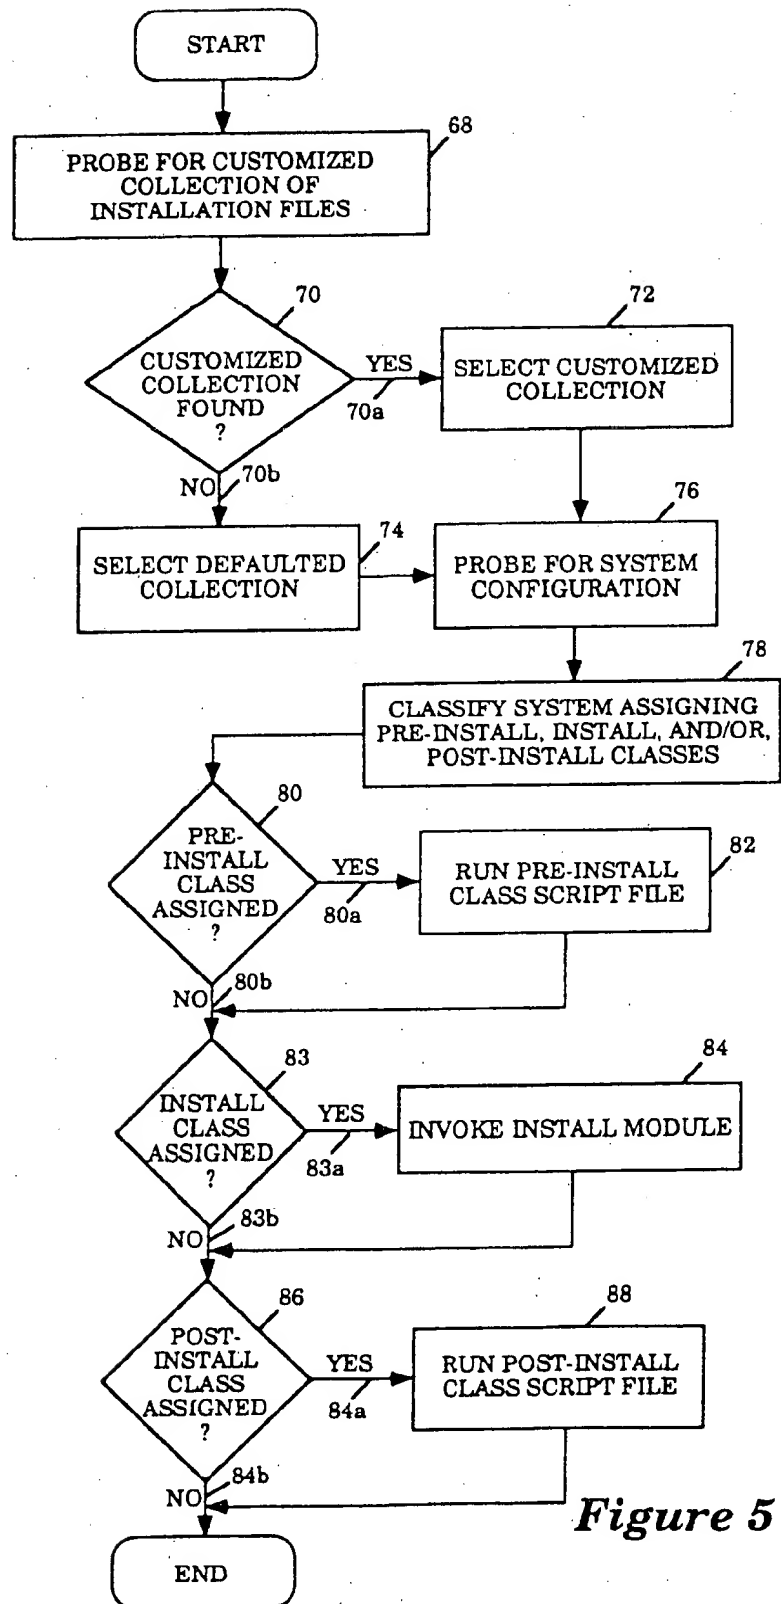 START
68
PROBE FOR CUSTOMIZED
COLLECTION OF
INSTALLATION FILES
70
CUSTOMIZED
COLLECTION
FOUND
?
YES
70a
72
SELECT CUSTOMIZED
COLLECTION
NO
70b
74
SELECT DEFAULTED
COLLECTION
76
PROBE FOR SYSTEM
CONFIGURATION
78
CLASSIFY SYSTEM ASSIGNING
PRE-INSTALL, INSTALL, AND/OR,
POST-INSTALL CLASSES
80
PRE-
INSTALL
CLASS
ASSIGNED
?
YES
80a
82
RUN PRE-INSTALL
CLASS SCRIPT FILE
NO
80b
83
INSTALL
CLASS
ASSIGNED
?
YES
83a
84
INVOKE INSTALL MODULE
NO
83b
86
POST-
INSTALL
CLASS
ASSIGNED
?
YES
84a
88
RUN POST-INSTALL
CLASS SCRIPT FILE
NO
84b
END
Figure 5